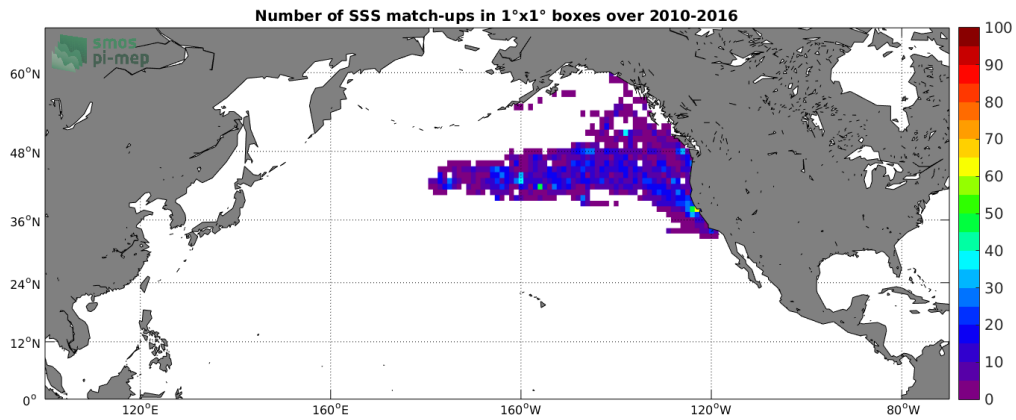 Number of SSS match-ups in 1°x1° boxes over 2010-2016
smos
pi-mep
60°N
48°N
36°N
24°N
12°N
0°
120°E
160°E
160°W
120°W
80°W
100
90
80
70
60
50
40
30
20
10
0